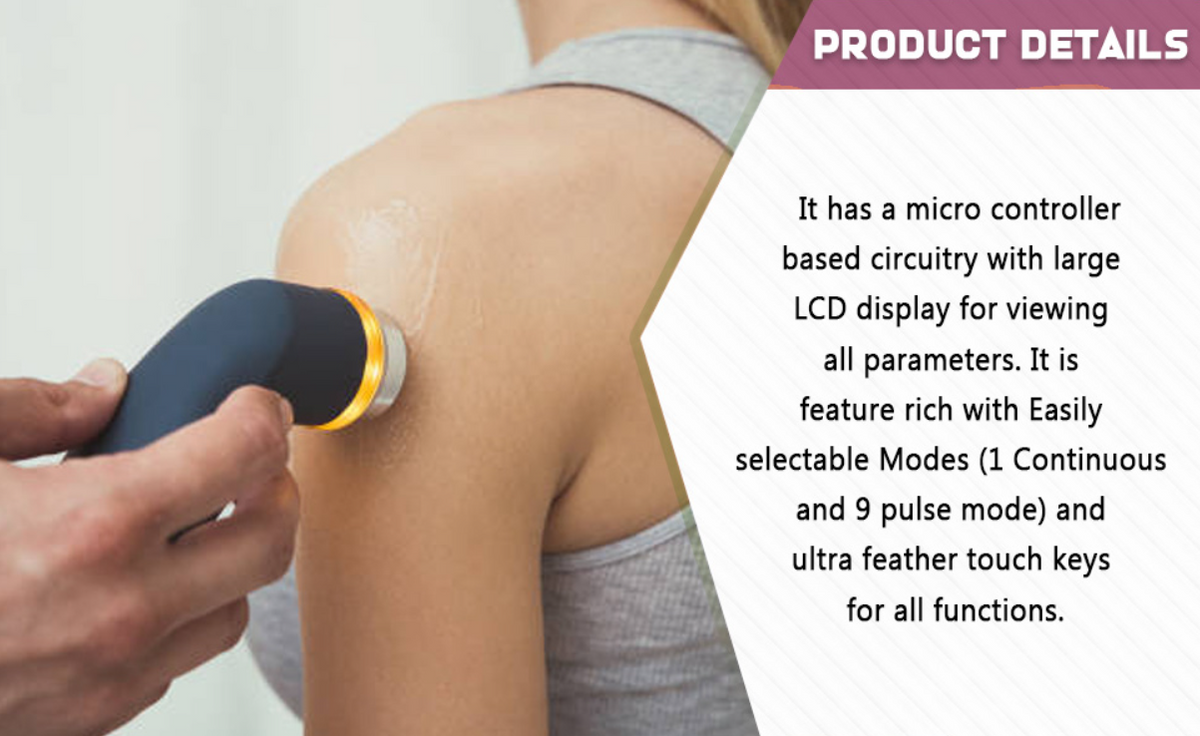 PRODUCT DETAILS
It has a micro controller
based circuitry with large
LCD display for viewing
all parameters. It is
feature rich with Easily
selectable Modes (1 Continuous
and 9 pulse mode) and
ultra feather touch keys
for all functions.